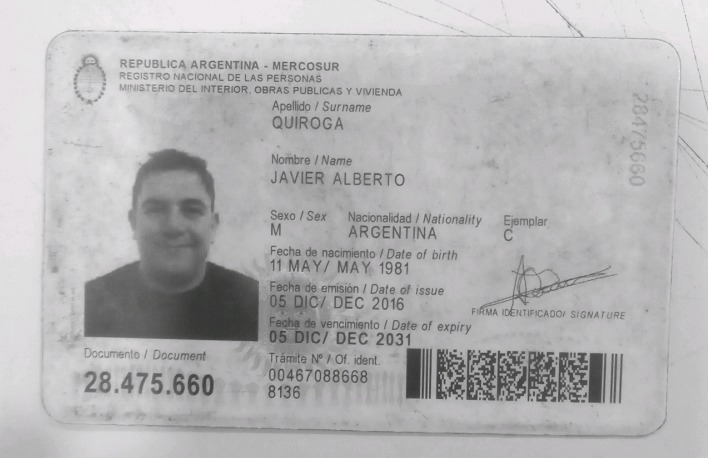 REPUBLICA ARGENTINA - MERCOSUR
REGISTRO NACIONAL DE LAS PERSONAS
MINISTERIO DEL INTERIOR, OBRAS PUBLICAS Y VIVIENDA
Apellido / Surname
QUIROGA
28475660
Nombre / Name
JAVIER ALBERTO
Sexo / Sex Nacionalidad / Nationality Ejemplar
M ARGENTINA C
Fecha de nacimiento / Date of birth
11 MAY/ MAY 1981
Fecha de emisión / Date of issue
05 DIC/ DEC 2016
FIRMA IDENTIFICADO/ SIGNATURE
Fecha de vencimiento / Date of expiry
05 DIC/ DEC 2031
Documento / Document
28.475.660
Trámite Nº / Of. ident.
00467088668
8136